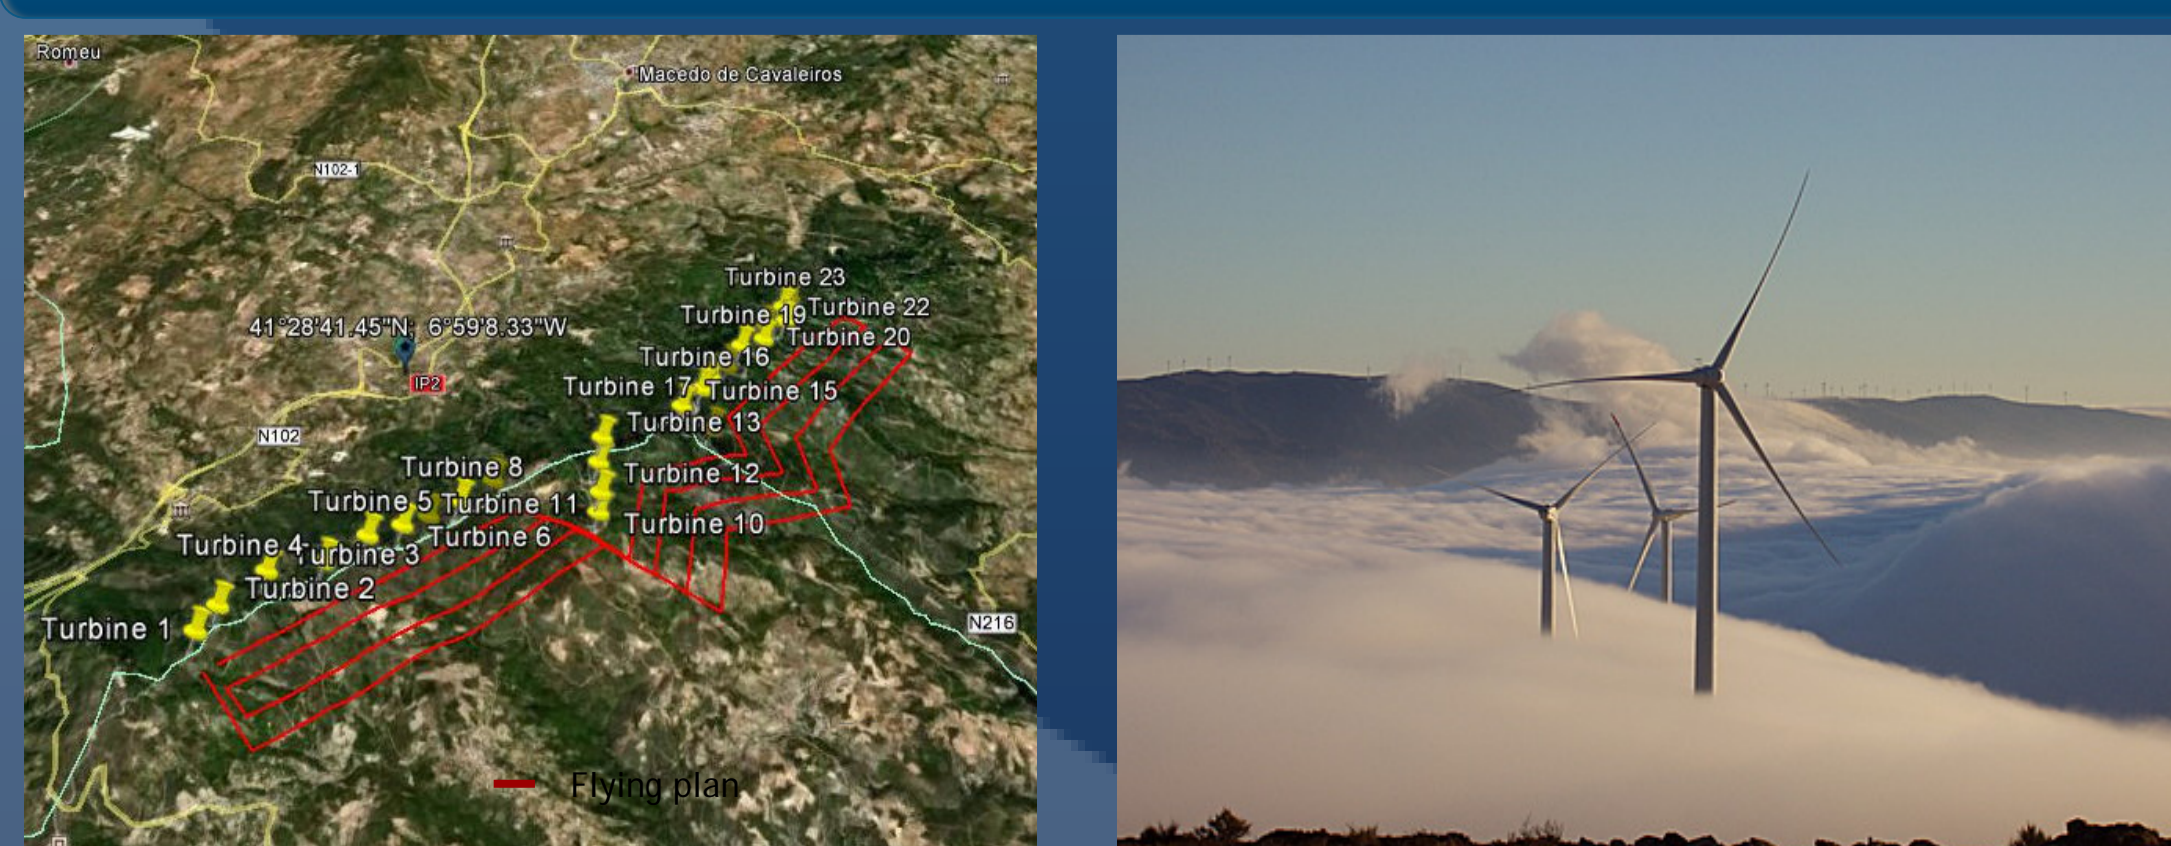 Romeu
Macedo de Cavaleiros
N102-1
Turbine 23
Turbine 19
Turbine 22
41°28'41.45"N; 6°59'8.33"W
Turbine 20
Turbine 16
IP2
Turbine 17
Turbine 15
Turbine 13
N102
Turbine 8
Turbine 12
Turbine 5
Turbine 11
Turbine 10
Turbine 6
Turbine 4
Turbine 3
Turbine 2
Turbine 1
N216
Flying plan